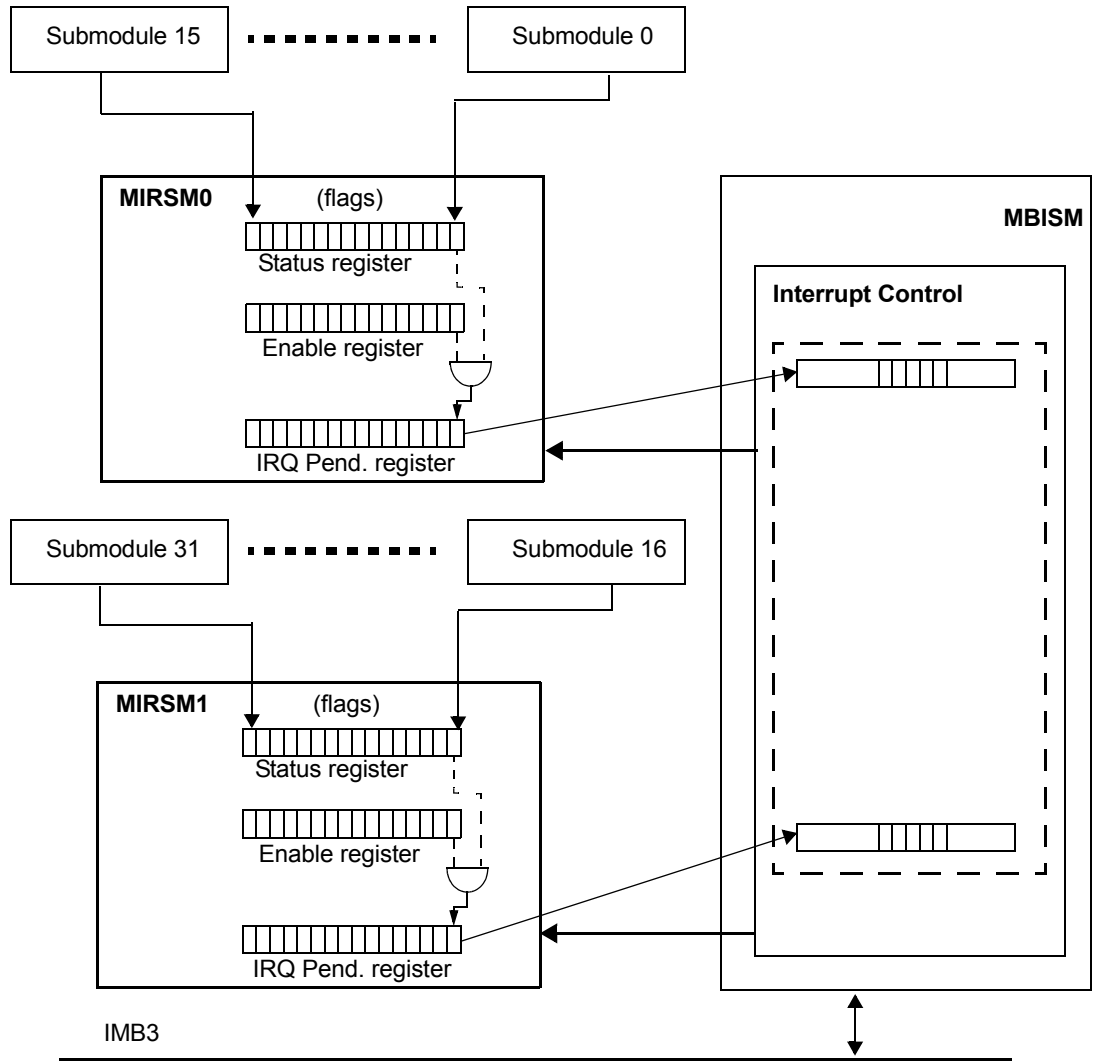 Submodule 15
Submodule 0
MIRSM0
(flags)
Status register
Enable register
IRQ Pend. register
MBISM
Interrupt Control
Submodule 31
Submodule 16
MIRSM1
(flags)
Status register
Enable register
IRQ Pend. register
IMB3